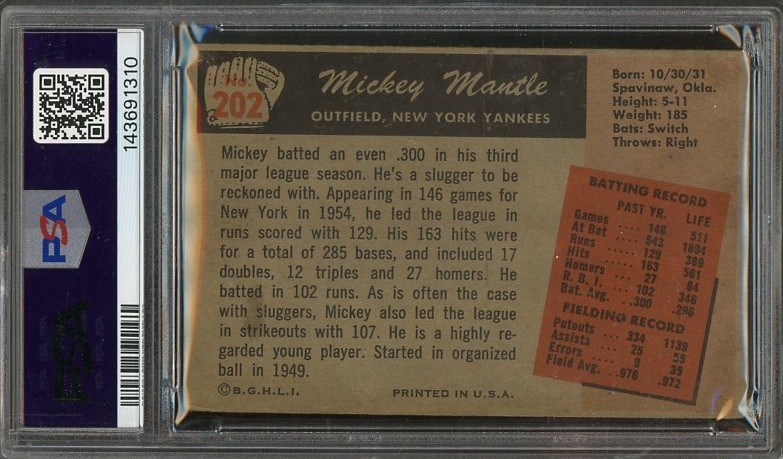 143691310
PSA
No.
202
Mickey Mantle
OUTFIELD, NEW YORK YANKEES
Born: 10/30/31
Spavinaw, Okla.
Height: 5-11
Weight: 185
Bats: Switch
Throws: Right
Mickey batted an even .300 in his third
major league season. He's a slugger to be
reckoned with. Appearing in 146 games for
New York in 1954, he led the league in
runs scored with 129. His 163 hits were
for a total of 285 bases, and included 17
doubles, 12 triples and 27 homers. He
batted in 102 runs. As is often the case
with sluggers, Mickey also led the league
in strikeouts with 107. He is a highly re-
garded young player. Started in organized
ball in 1949.
©B.G.H.L.I. PRINTED IN U.S.A.
BATTING RECORD
PAST YR. LIFE
Games .... 146 511
At Bat .... 543 1894
Runs .... 129 389
Hits .... 163 561
Homers .... 27 84
R. B. I. .... 102 346
Bat. Avg. .. .300 .296
FIELDING RECORD
Putouts .... 334 1139
Assists .... 25 55
Errors .... 9 35
Field Avg. .. .976 .972
PSA